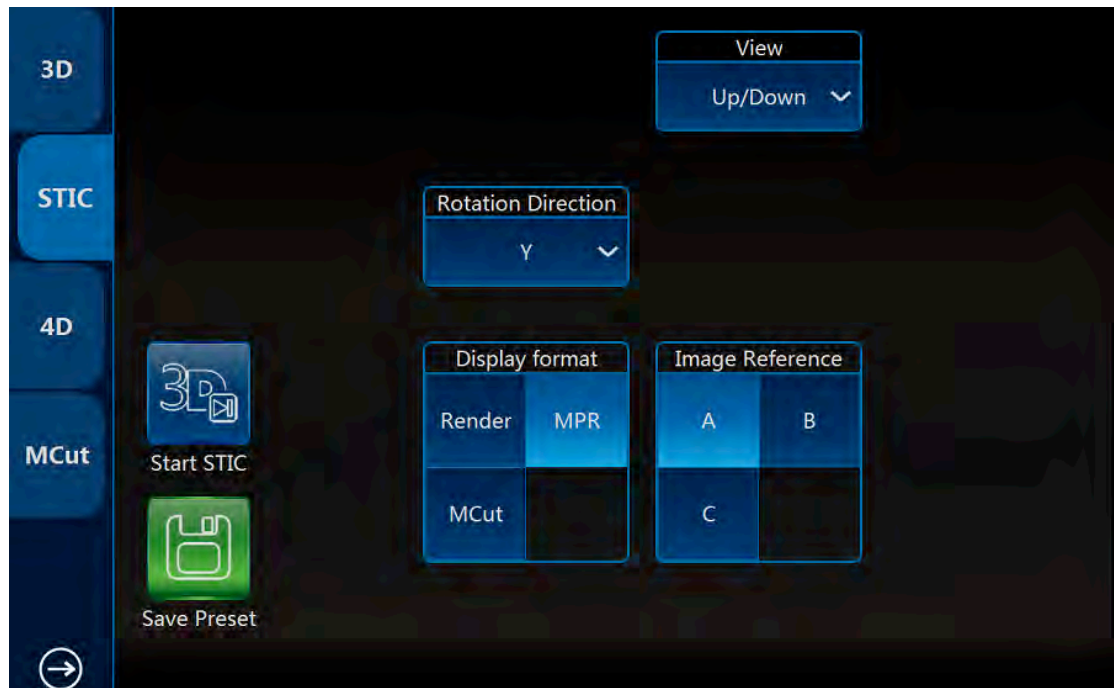 3D
STIC
4D
MCut
View
Up/Down
Rotation Direction
Y
Display format
Render MPR
MCut
Image Reference
A B
C
3D
Start STIC
Save Preset